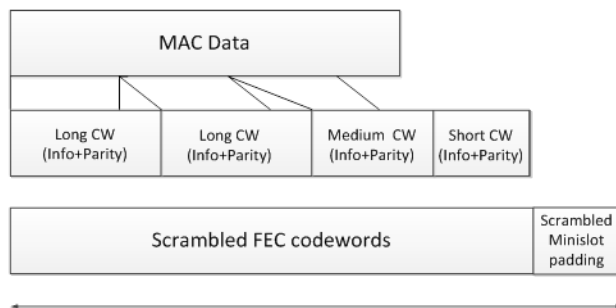 MAC Data
Long CW
(Info+Parity)
Long CW
(Info+Parity)
Medium CW
(Info+Parity)
Short CW
(Info+Parity)
Scrambled FEC codewords
Scrambled
Minislot
padding